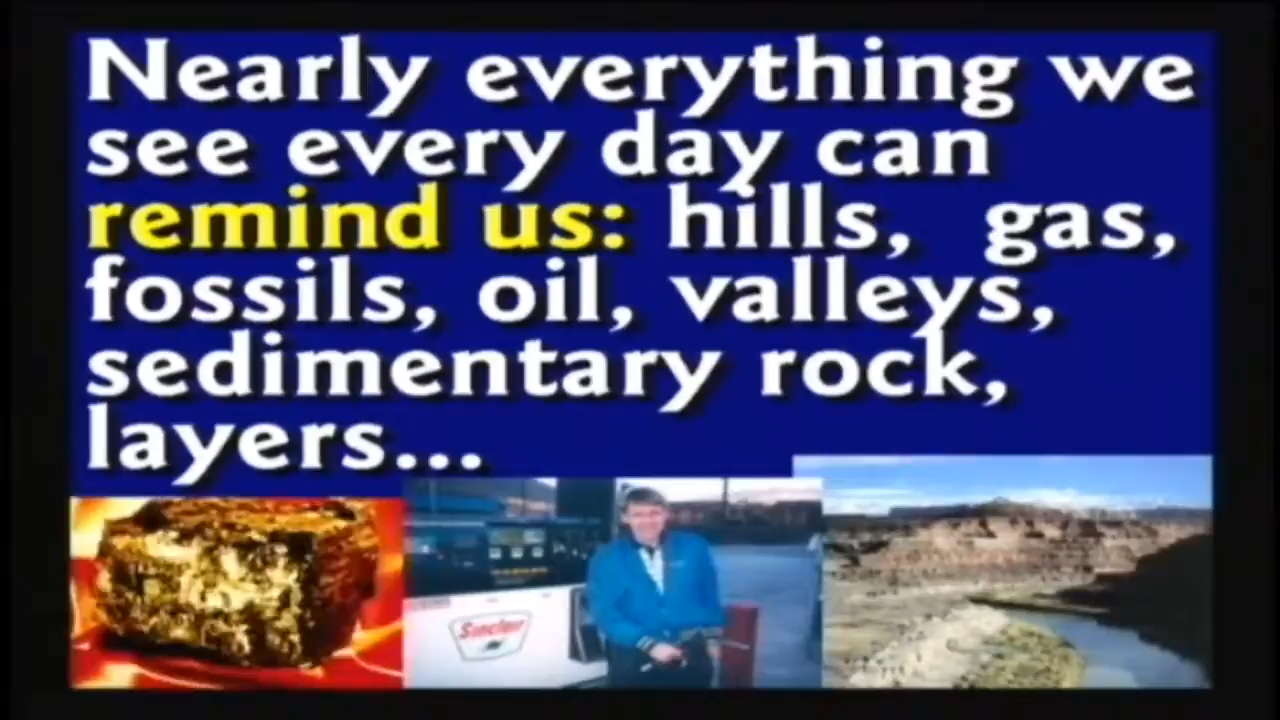 Nearly everything we
see every day can
remind us: hills, gas,
fossils, oil, valleys,
sedimentary rock,
layers...
Sinclair